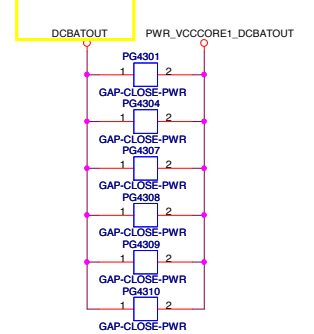 DCBATOUT PWR_VCCCORE1_DCBATOUT
PG4301
1 2
GAP-CLOSE-PWR
PG4304
1 2
GAP-CLOSE-PWR
PG4307
1 2
GAP-CLOSE-PWR
PG4308
1 2
GAP-CLOSE-PWR
PG4309
1 2
GAP-CLOSE-PWR
PG4310
1 2
GAP-CLOSE-PWR